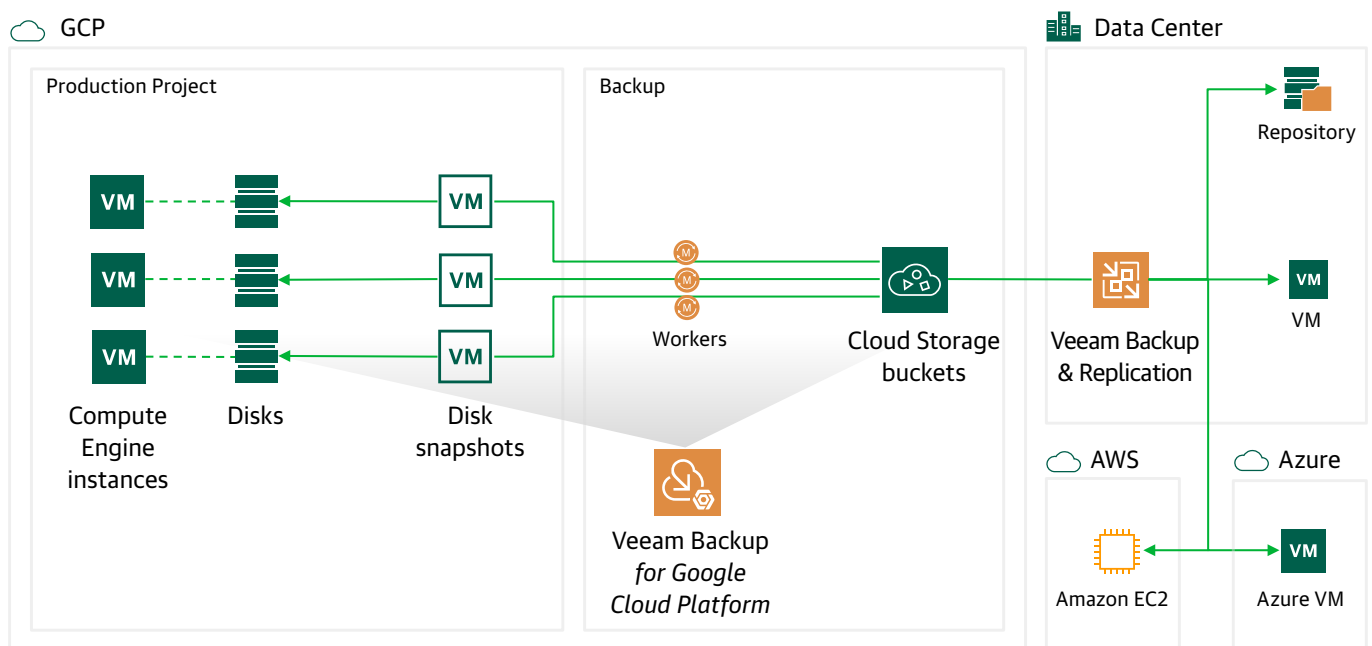 GCP
Production Project
VM
VM
VM
VM
VM
VM
Compute
Engine
instances
Disks
Disk
snapshots
Backup
M
M
M
Workers
Cloud Storage
buckets
Veeam Backup
for Google
Cloud Platform
Data Center
Repository
Veeam Backup
& Replication
VM
VM
AWS
Amazon EC2
Azure
VM
Azure VM